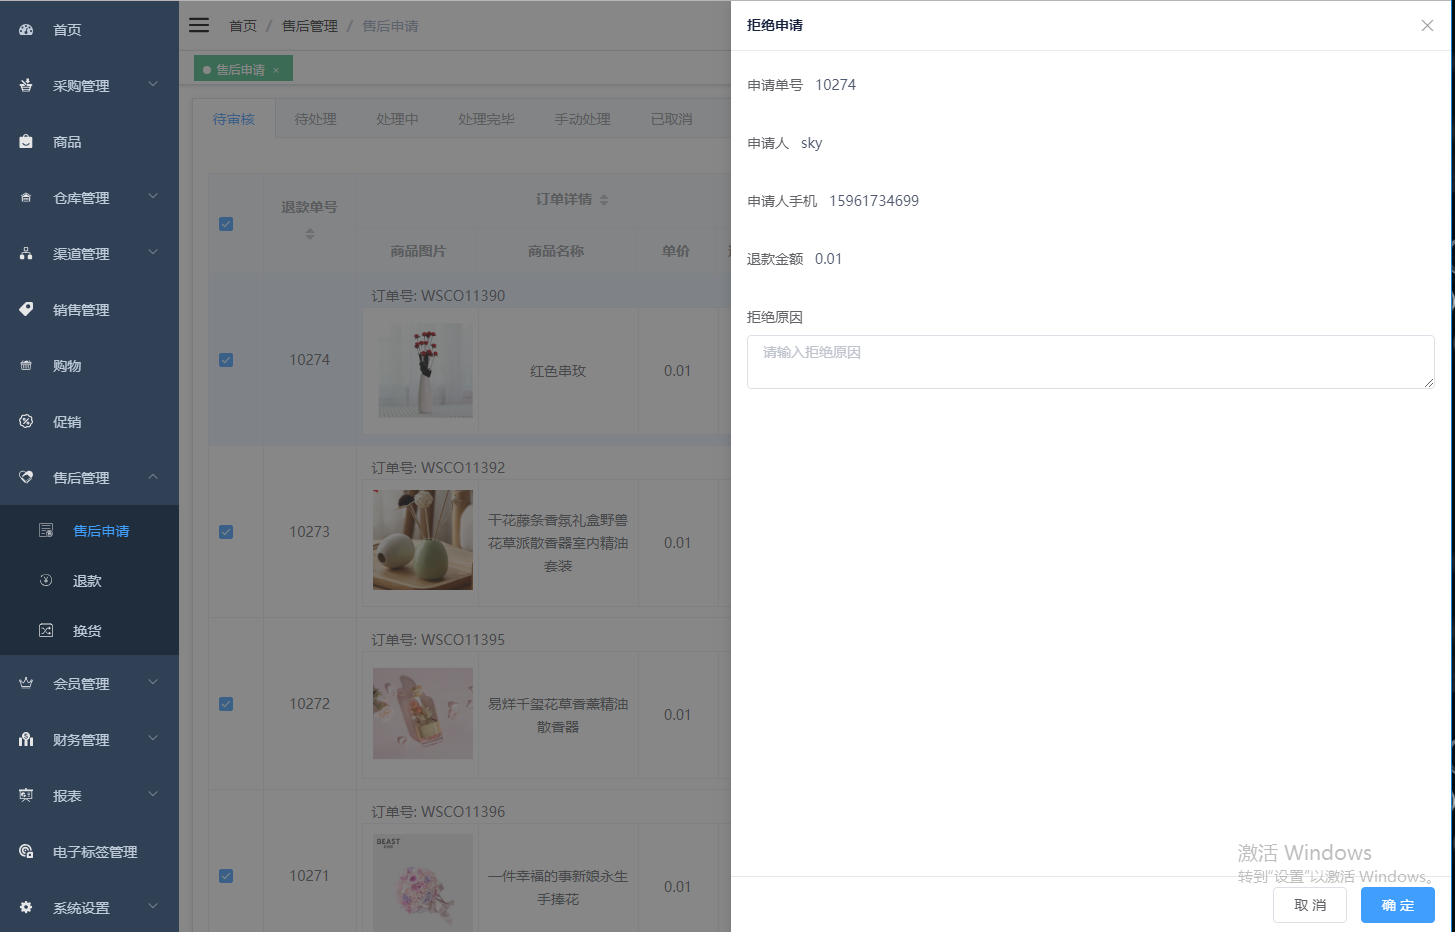 首页
采购管理
商品
仓库管理
渠道管理
销售管理
购物
促销
售后管理
售后申请
退款
换货
会员管理
财务管理
报表
电子标签管理
系统设置
首页 / 售后管理 / 售后申请
售后申请 ×
待审核 待处理 处理中 处理完毕 手动处理 已取消
退款单号 订单详情
商品图片 商品名称 单价
订单号: WSCO11390
10274 红色串玫 0.01
订单号: WSCO11392
10273 干花藤条香氛礼盒野兽
花草派散香器室内精油
套装
0.01
订单号: WSCO11395
10272 易烊千玺花草香薰精油
散香器
0.01
订单号: WSCO11396
BEAST
10271 一件幸福的事新娘永生
手捧花
0.01
拒绝申请
申请单号 10274
申请人 sky
申请人手机 15961734699
退款金额 0.01
拒绝原因
请输入拒绝原因
激活 Windows
转到“设置”以激活 Windows。
取 消 确 定